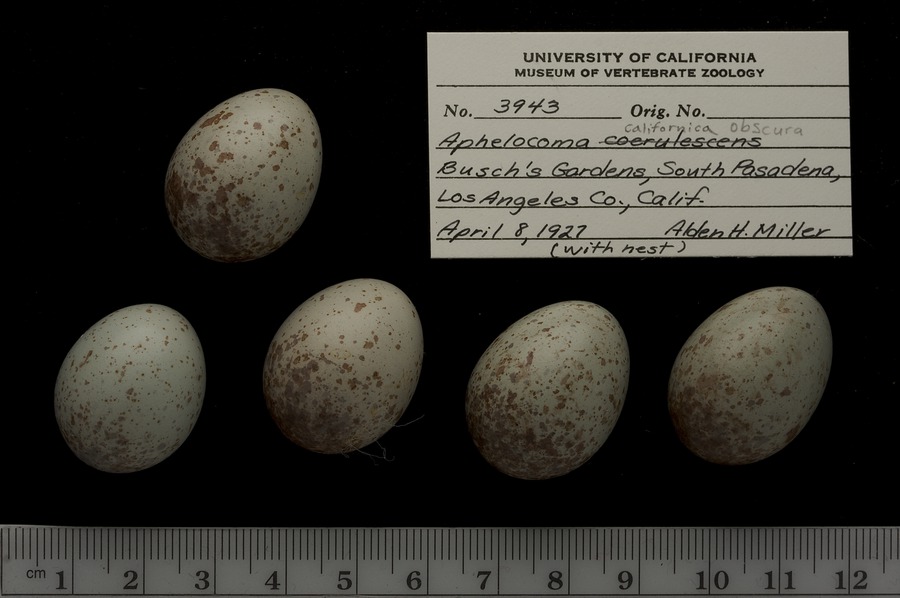 UNIVERSITY OF CALIFORNIA
MUSEUM OF VERTEBRATE ZOOLOGY
No. 3943 Orig. No.
californica obscura
Aphelocoma coerulescens
Busch's Gardens, South Pasadena,
Los Angeles Co., Calif.
April 8, 1927 Alden H. Miller
(with nest)
cm 1 2 3 4 5 6 7 8 9 10 11 12